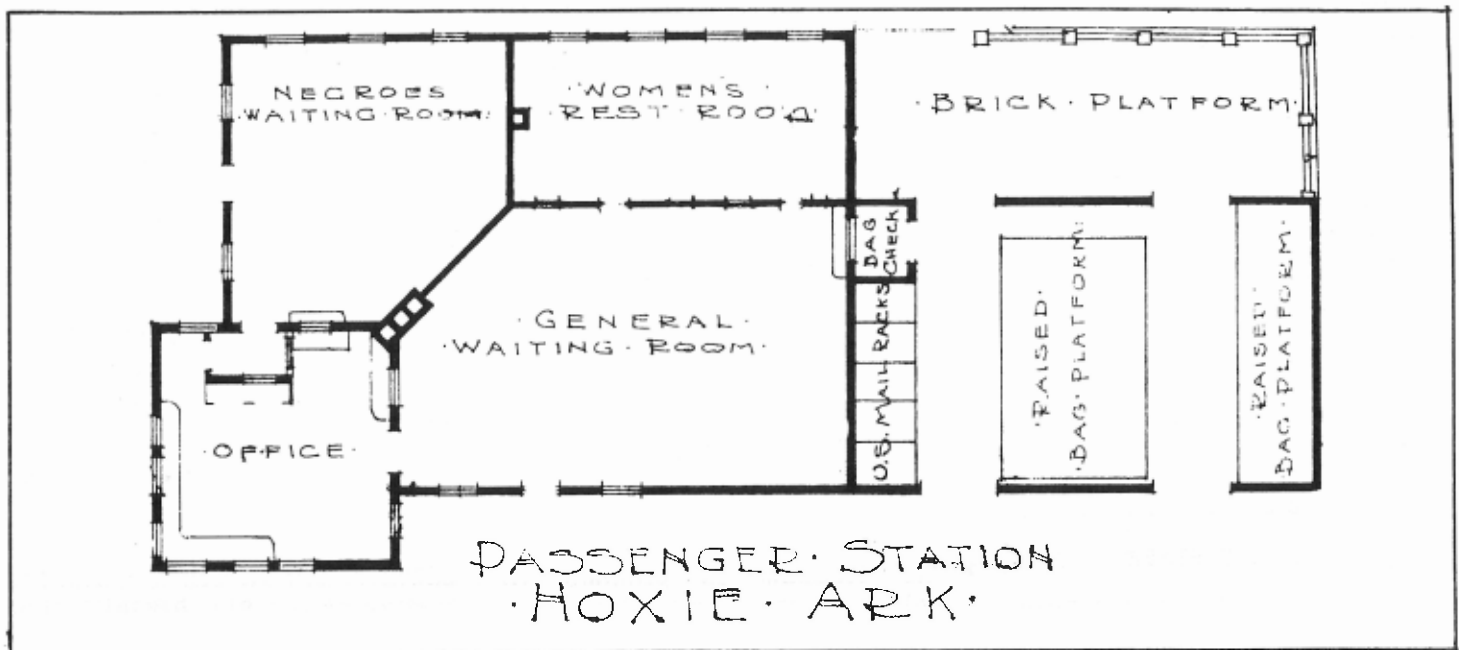 NEGROES
WAITING·ROOM·
·WOMENS·
·REST·ROOM·
·BRICK·PLATFORM·
BAG
CHECK
·GENERAL·
·WAITING·ROOM·
U.S. MAIL RACKS
·RAISED·
·BAG·PLATFORM·
·RAISED·
·BAG·PLATFORM·
·OFFICE·
PASSENGER·STATION
·HOXIE·ARK·